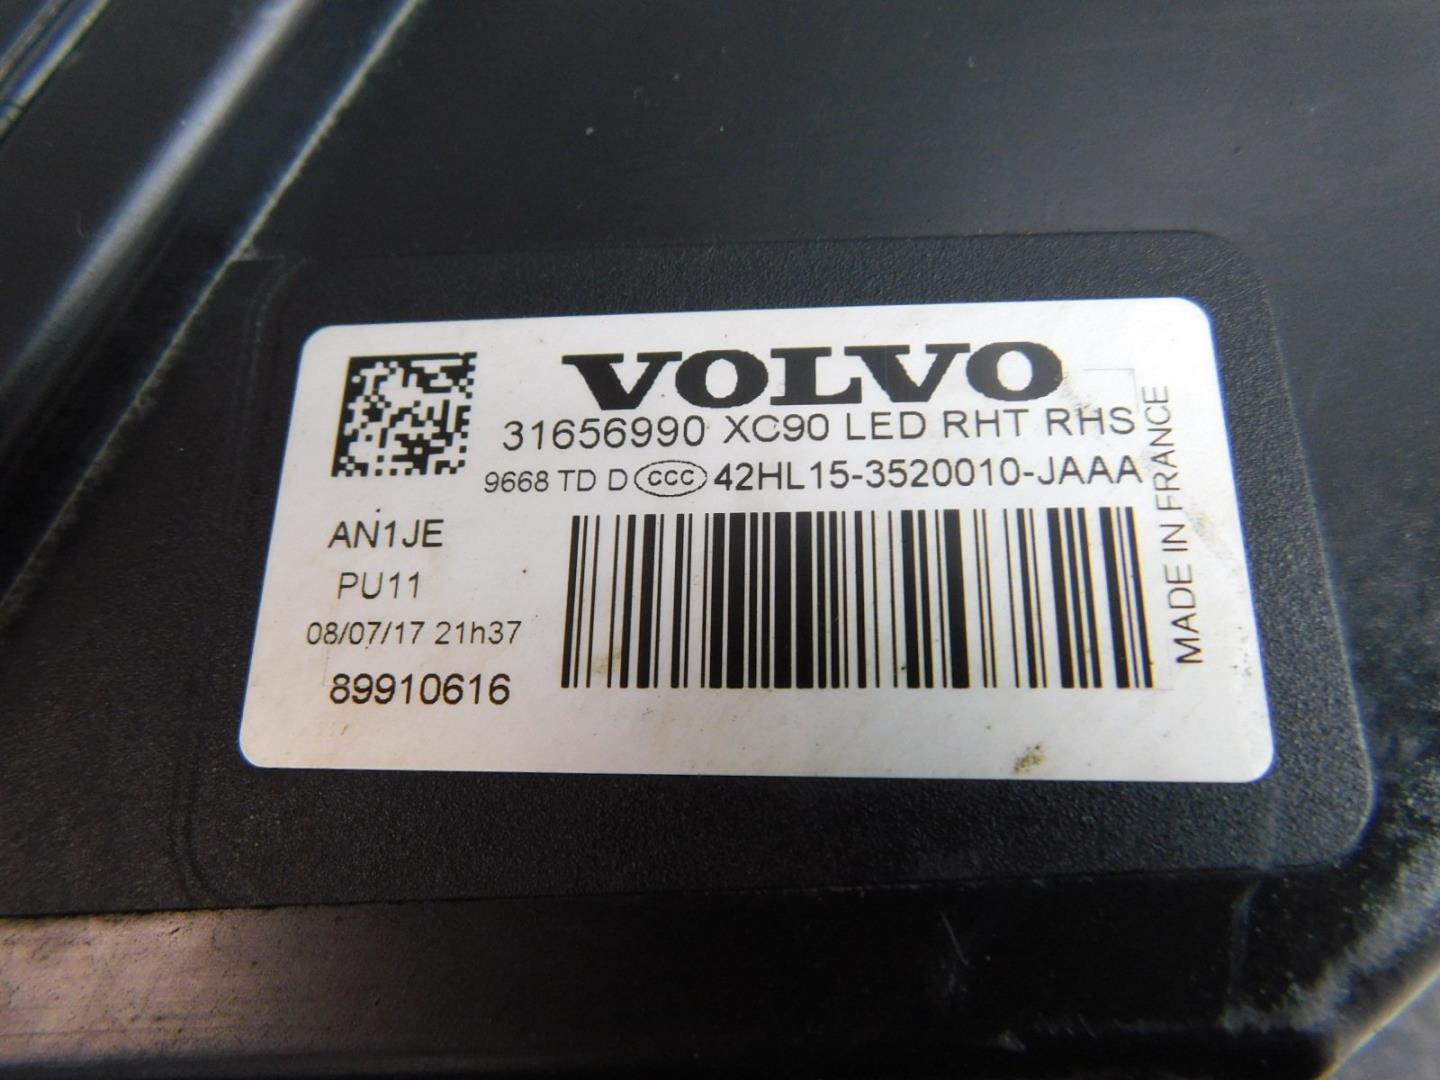 VOLVO
31656990 XC90 LED RHT RHS
9668 TD D CCC 42HL15-3520010-JAAA
AN1JE
PU11
08/07/17 21h37
89910616
MADE IN FRANCE